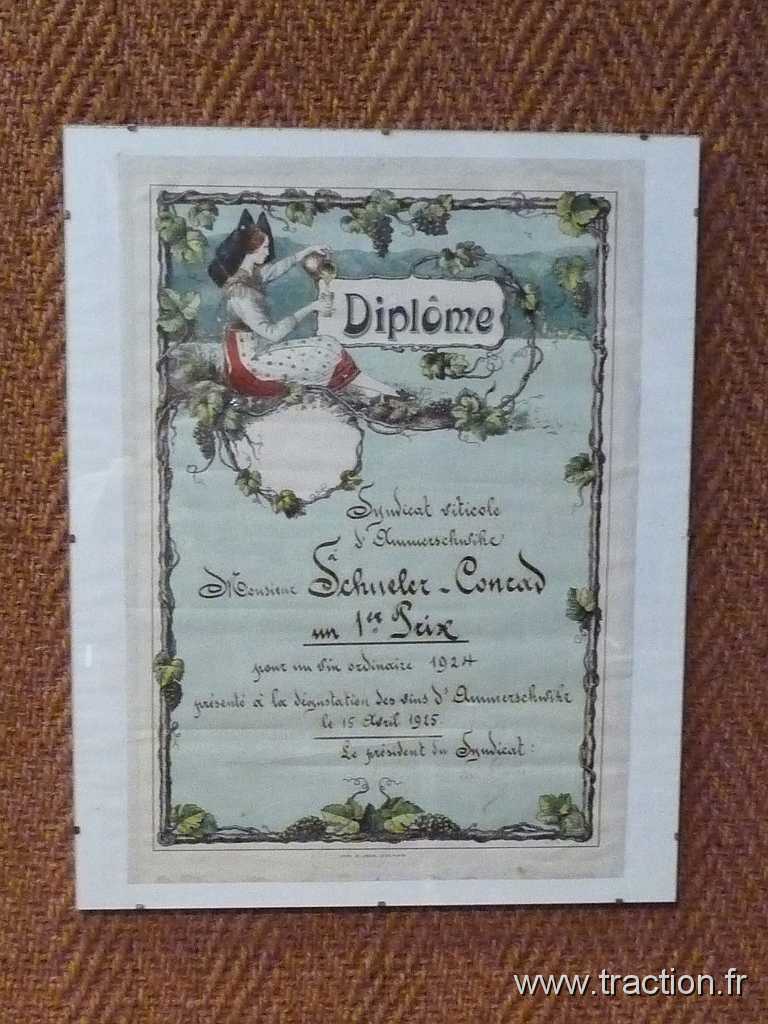 Diplôme
Syndicat viticole
d'Ammerschwihr
à
Monsieur Schueler-Conrad
un 1er Prix
pour un vin ordinaire 1924
présenté à la dégustation des vins d'Ammerschwihr
le 15 Avril 1925.
Le président du Syndicat:
www.traction.fr